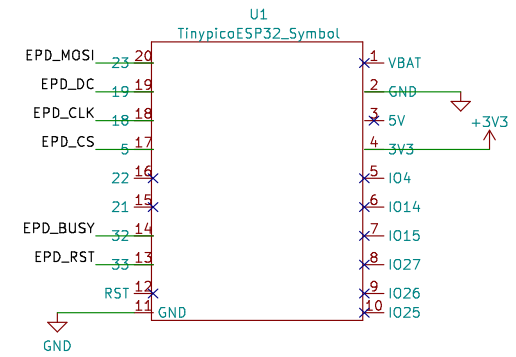 U1
TinypicoESP32_Symbol
EPD_MOSI 23 20 1 VBAT
EPD_DC 19 19 2 GND
EPD_CLK 18 18 3 5V +3V3
EPD_CS 5 17 4 3V3
22 16 5 IO4
21 15 6 IO14
EPD_BUSY 32 14 7 IO15
EPD_RST 33 13 8 IO27
RST 12 9 IO26
11 GND 10 IO25
GND